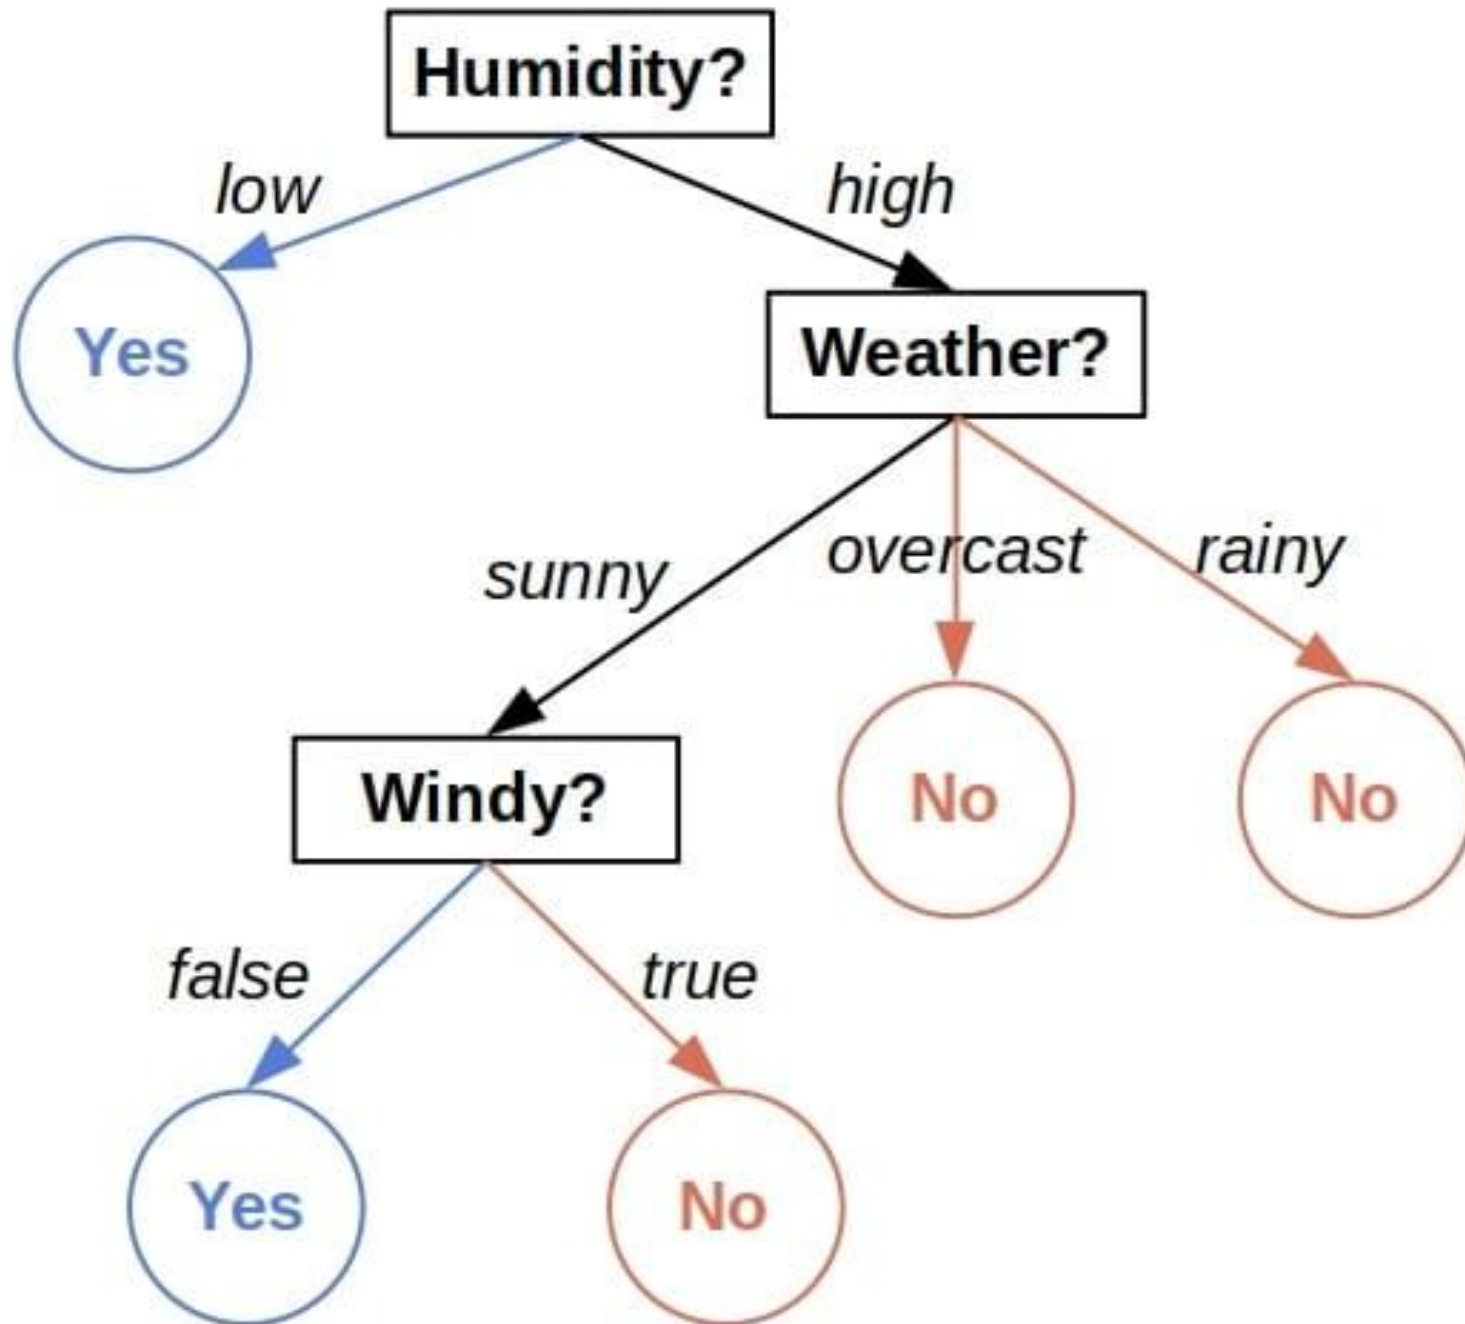 Humidity?
low
high
Yes
Weather?
sunny
overcast
rainy
Windy?
No
No
false
true
Yes
No